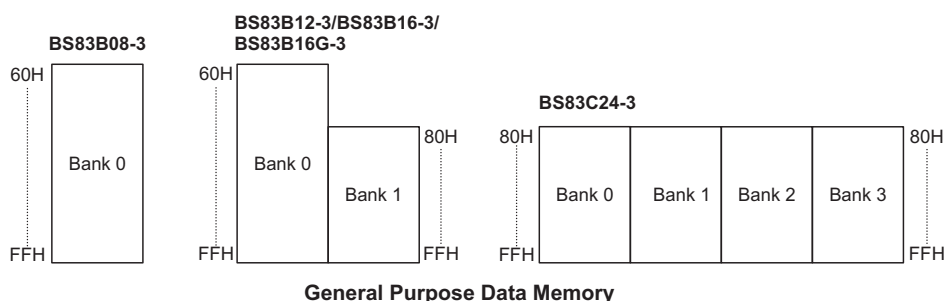 BS83B08-3
60H
Bank 0
FFH
BS83B12-3/BS83B16-3/
BS83B16G-3
60H
Bank 0
FFH
80H
Bank 1
FFH
BS83C24-3
80H
Bank 0
Bank 1
Bank 2
Bank 3
80H
FFH
FFH
General Purpose Data Memory